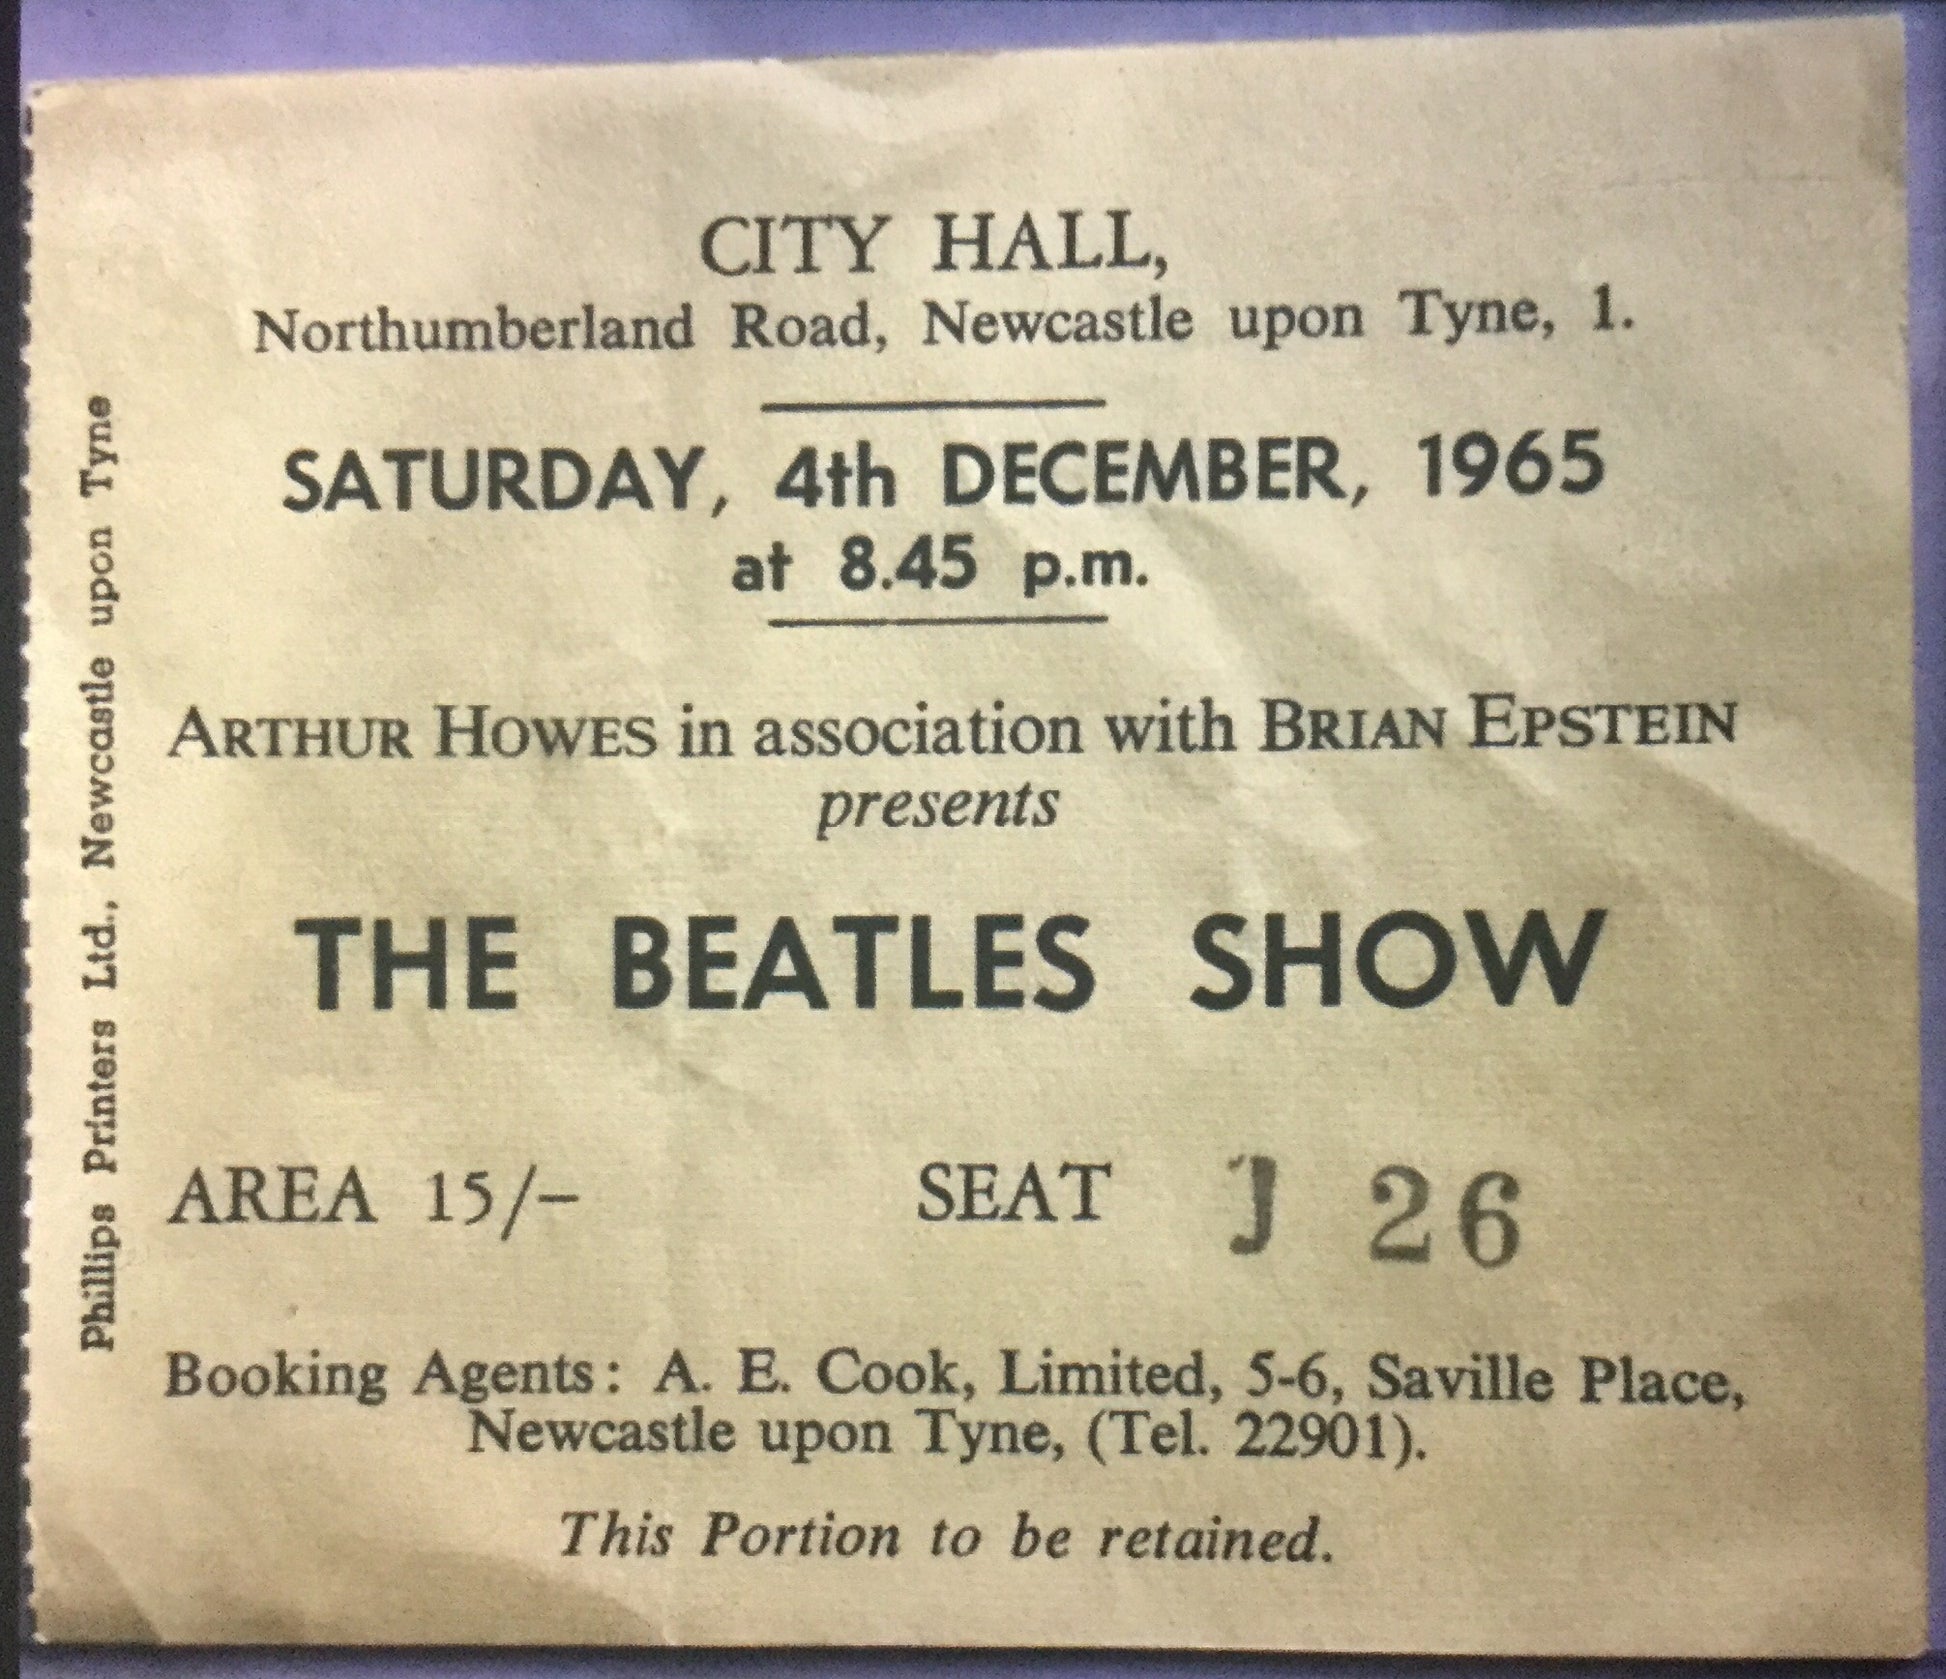 CITY HALL,
Northumberland Road, Newcastle upon Tyne, 1.
SATURDAY, 4th DECEMBER, 1965
at 8.45 p.m.
ARTHUR HOWES in association with BRIAN EPSTEIN
presents
THE BEATLES SHOW
AREA 15/– SEAT J 26
Booking Agents: A. E. Cook, Limited, 5-6, Saville Place,
Newcastle upon Tyne, (Tel. 22901).
This Portion to be retained.
Phillips Printers Ltd., Newcastle upon Tyne